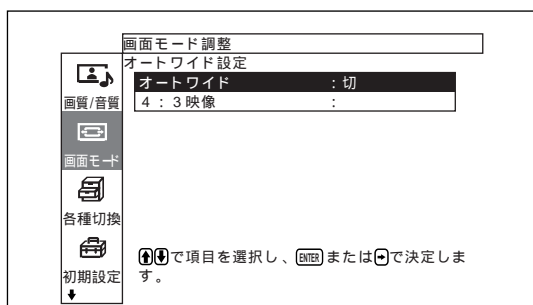 画面モード調整
オートワイド設定
オートワイド :切
4:3映像 :
画質/音質
画面モード
各種切換
初期設定
で項目を選択し、ENTERまたはで決定しま
す。